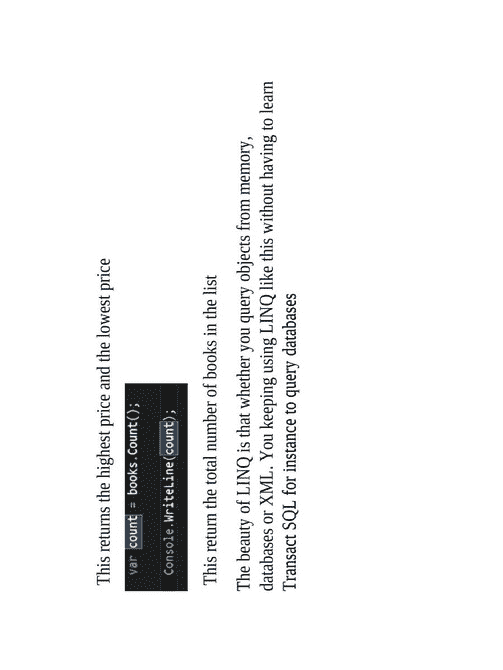 This returns the highest price and the lowest price
var count = books.Count();
Console.WriteLine(count);
This return the total number of books in the list
The beauty of LINQ is that whether you query objects from memory,
databases or XML. You keeping using LINQ like this without having to learn
Transact SQL for instance to query databases